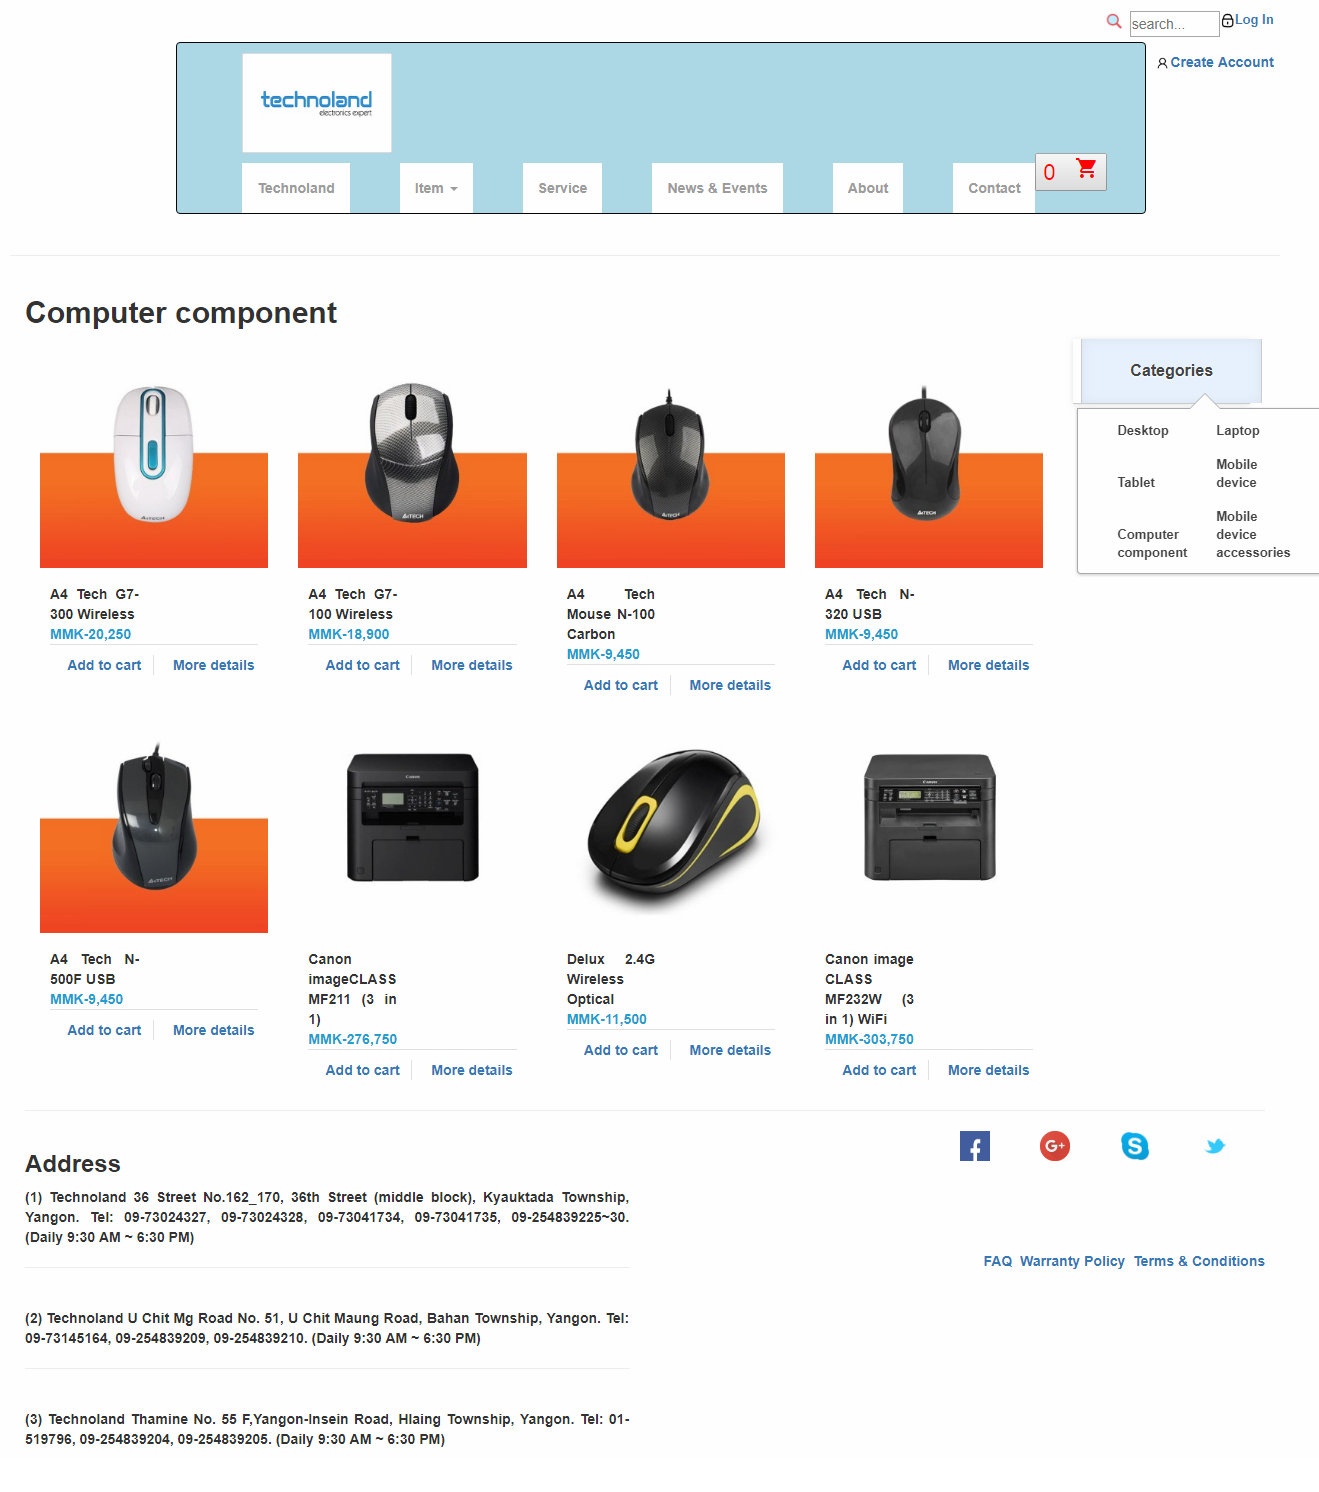 search...
Log In
Create Account
technoland
electronics expert
Technoland
Item
Service
News & Events
About
Contact
0
Computer component
Categories
Desktop
Laptop
Tablet
Mobile
device
Computer
component
Mobile
device
accessories
A4TECH
A4TECH
A4TECH
A4TECH
A4 Tech G7-
300 Wireless
MMK-20,250
Add to cart
More details
A4 Tech G7-
100 Wireless
MMK-18,900
Add to cart
More details
A4 Tech
Mouse N-100
Carbon
MMK-9,450
Add to cart
More details
A4 Tech N-
320 USB
MMK-9,450
Add to cart
More details
A4TECH
Canon
Canon
A4 Tech N-
500F USB
MMK-9,450
Add to cart
More details
Canon
imageCLASS
MF211 (3 in
1)
MMK-276,750
Add to cart
More details
Delux 2.4G
Wireless
Optical
MMK-11,500
Add to cart
More details
Canon image
CLASS
MF232W (3
in 1) WiFi
MMK-303,750
Add to cart
More details
Address
(1) Technoland 36 Street No.162_170, 36th Street (middle block), Kyauktada Township,
Yangon. Tel: 09-73024327, 09-73024328, 09-73041734, 09-73041735, 09-254839225~30.
(Daily 9:30 AM ~ 6:30 PM)
FAQ Warranty Policy Terms & Conditions
(2) Technoland U Chit Mg Road No. 51, U Chit Maung Road, Bahan Township, Yangon. Tel:
09-73145164, 09-254839209, 09-254839210. (Daily 9:30 AM ~ 6:30 PM)
(3) Technoland Thamine No. 55 F,Yangon-Insein Road, Hlaing Township, Yangon. Tel: 01-
519796, 09-254839204, 09-254839205. (Daily 9:30 AM ~ 6:30 PM)